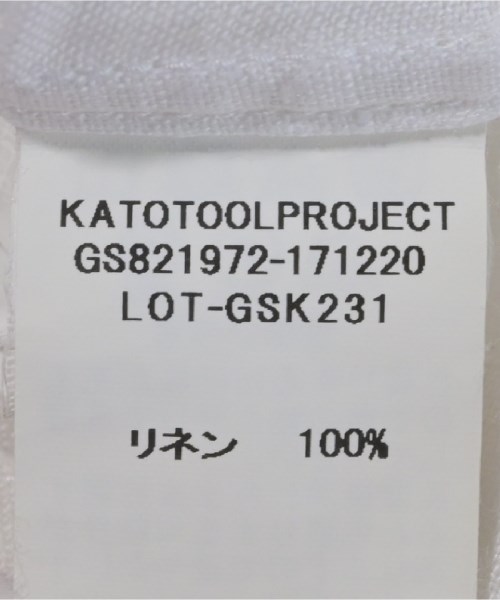 KATOTOOLPROJECT
GS821972-171220
LOT-GSK231
リネン 100%